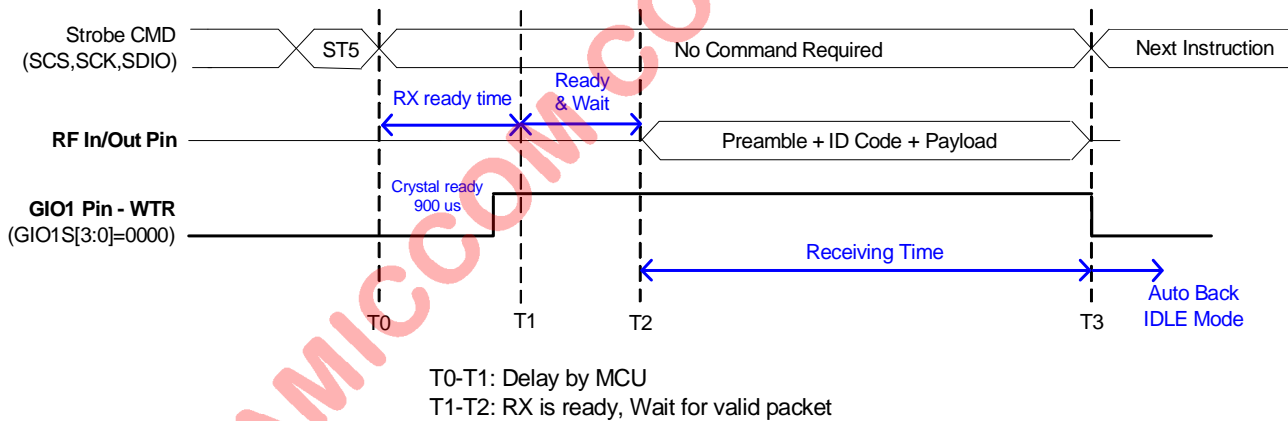 Strobe CMD
(SCS,SCK,SDIO)
ST5
No Command Required
Next Instruction
RX ready time
Ready
& Wait
RF In/Out Pin
Preamble + ID Code + Payload
Crystal ready
900 us
GIO1 Pin - WTR
(GIO1S[3:0]=0000)
Receiving Time
Auto Back
IDLE Mode
T0
T1
T2
T3
T0-T1: Delay by MCU
T1-T2: RX is ready, Wait for valid packet
AMICCOM CO